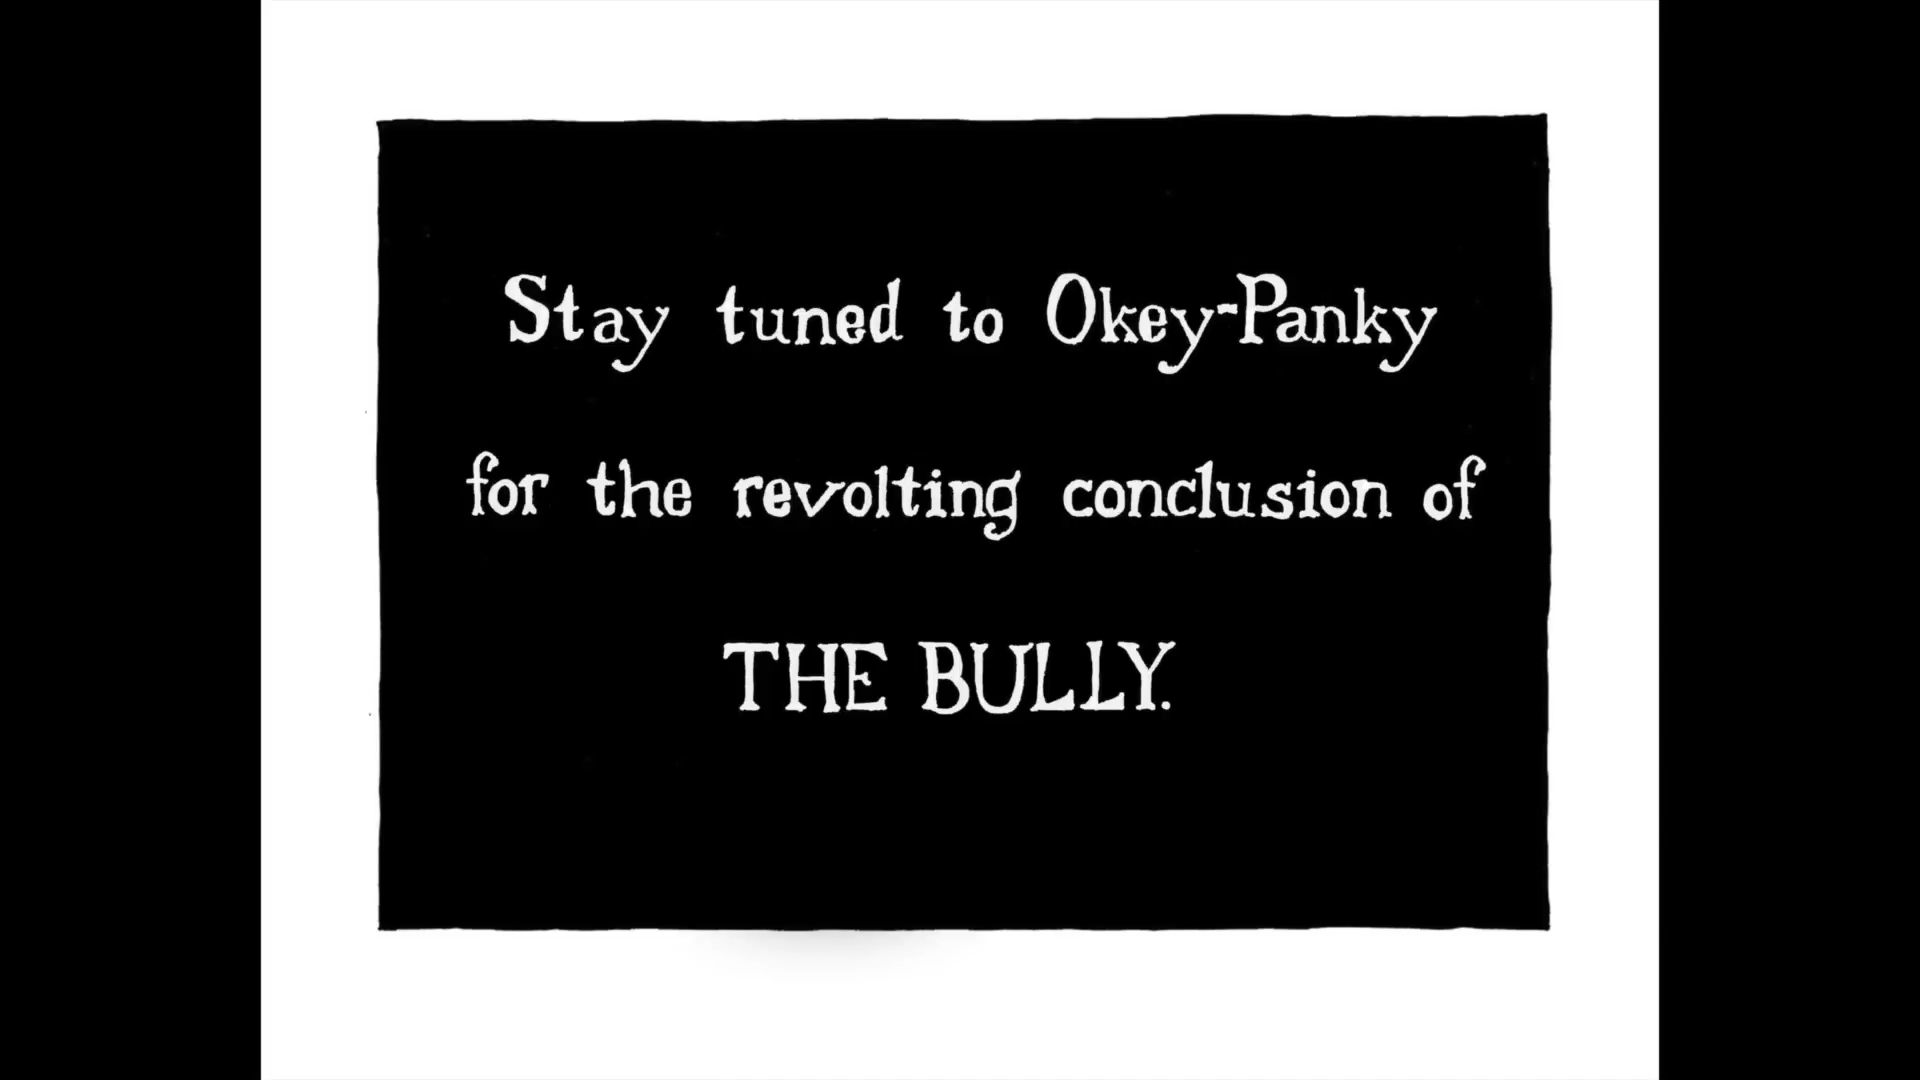 Stay tuned to Okey-Panky
for the revolting conclusion of
THE BULLY.